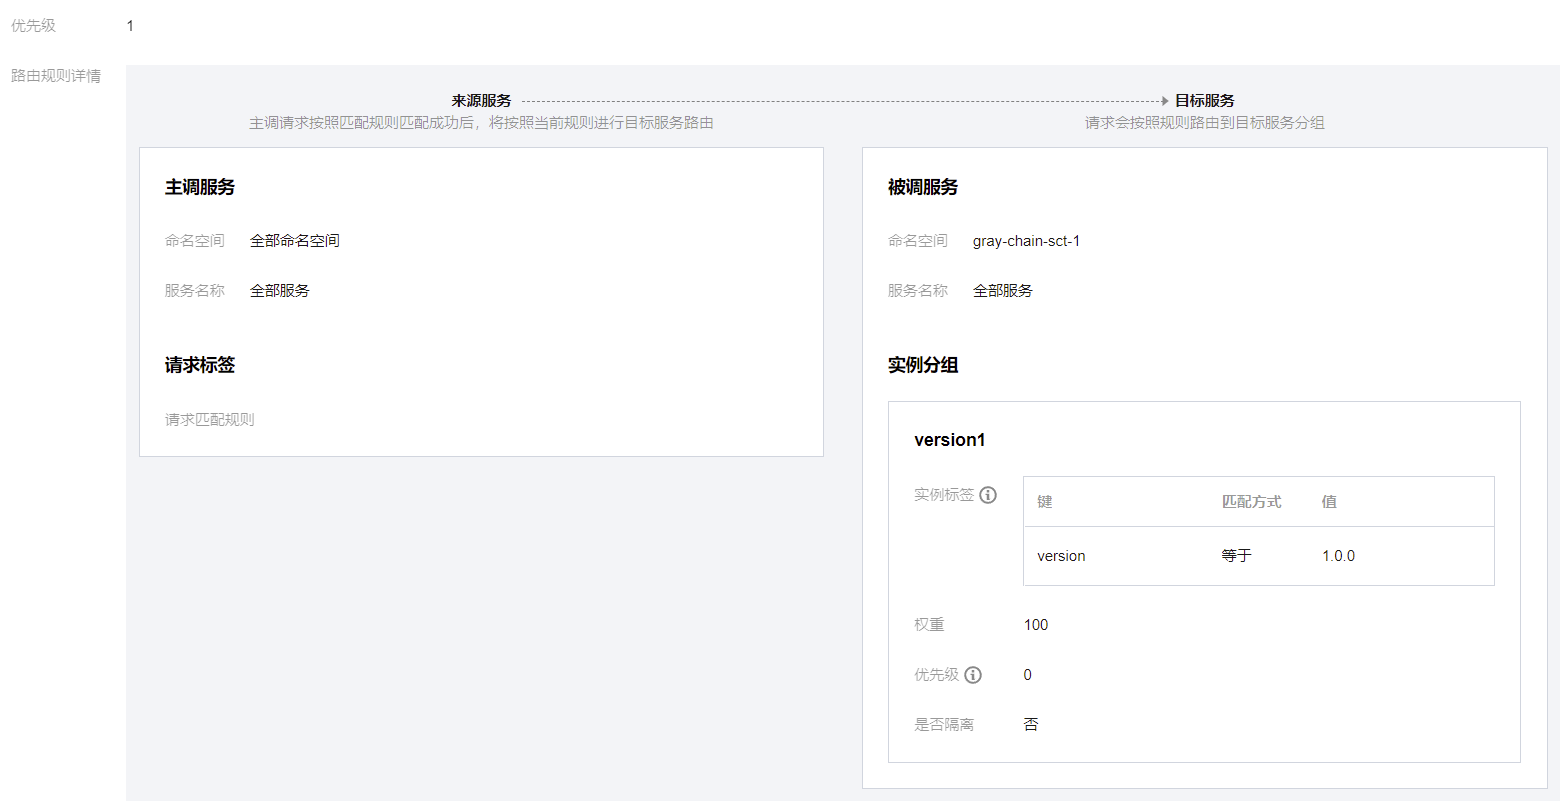 优先级 1
路由规则详情
来源服务
主调请求按照匹配规则匹配成功后，将按照当前规则进行目标服务路由
主调服务
命名空间 全部命名空间
服务名称 全部服务
请求标签
请求匹配规则
目标服务
请求会按照规则路由到目标服务分组
被调服务
命名空间 gray-chain-sct-1
服务名称 全部服务
实例分组
version1
实例标签
键 匹配方式 值
version 等于 1.0.0
权重 100
优先级 0
是否隔离 否